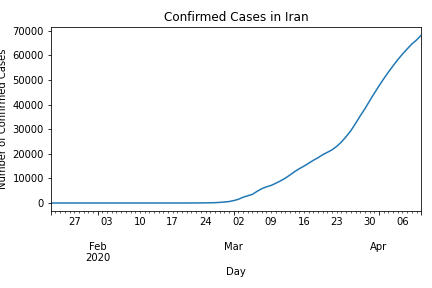 Confirmed Cases in Iran
Number of Confirmed Cases
70000
60000
50000
40000
30000
20000
10000
0
27 03 10 17 24 02 09 16 23 30 06
Feb Mar Apr
2020
Day